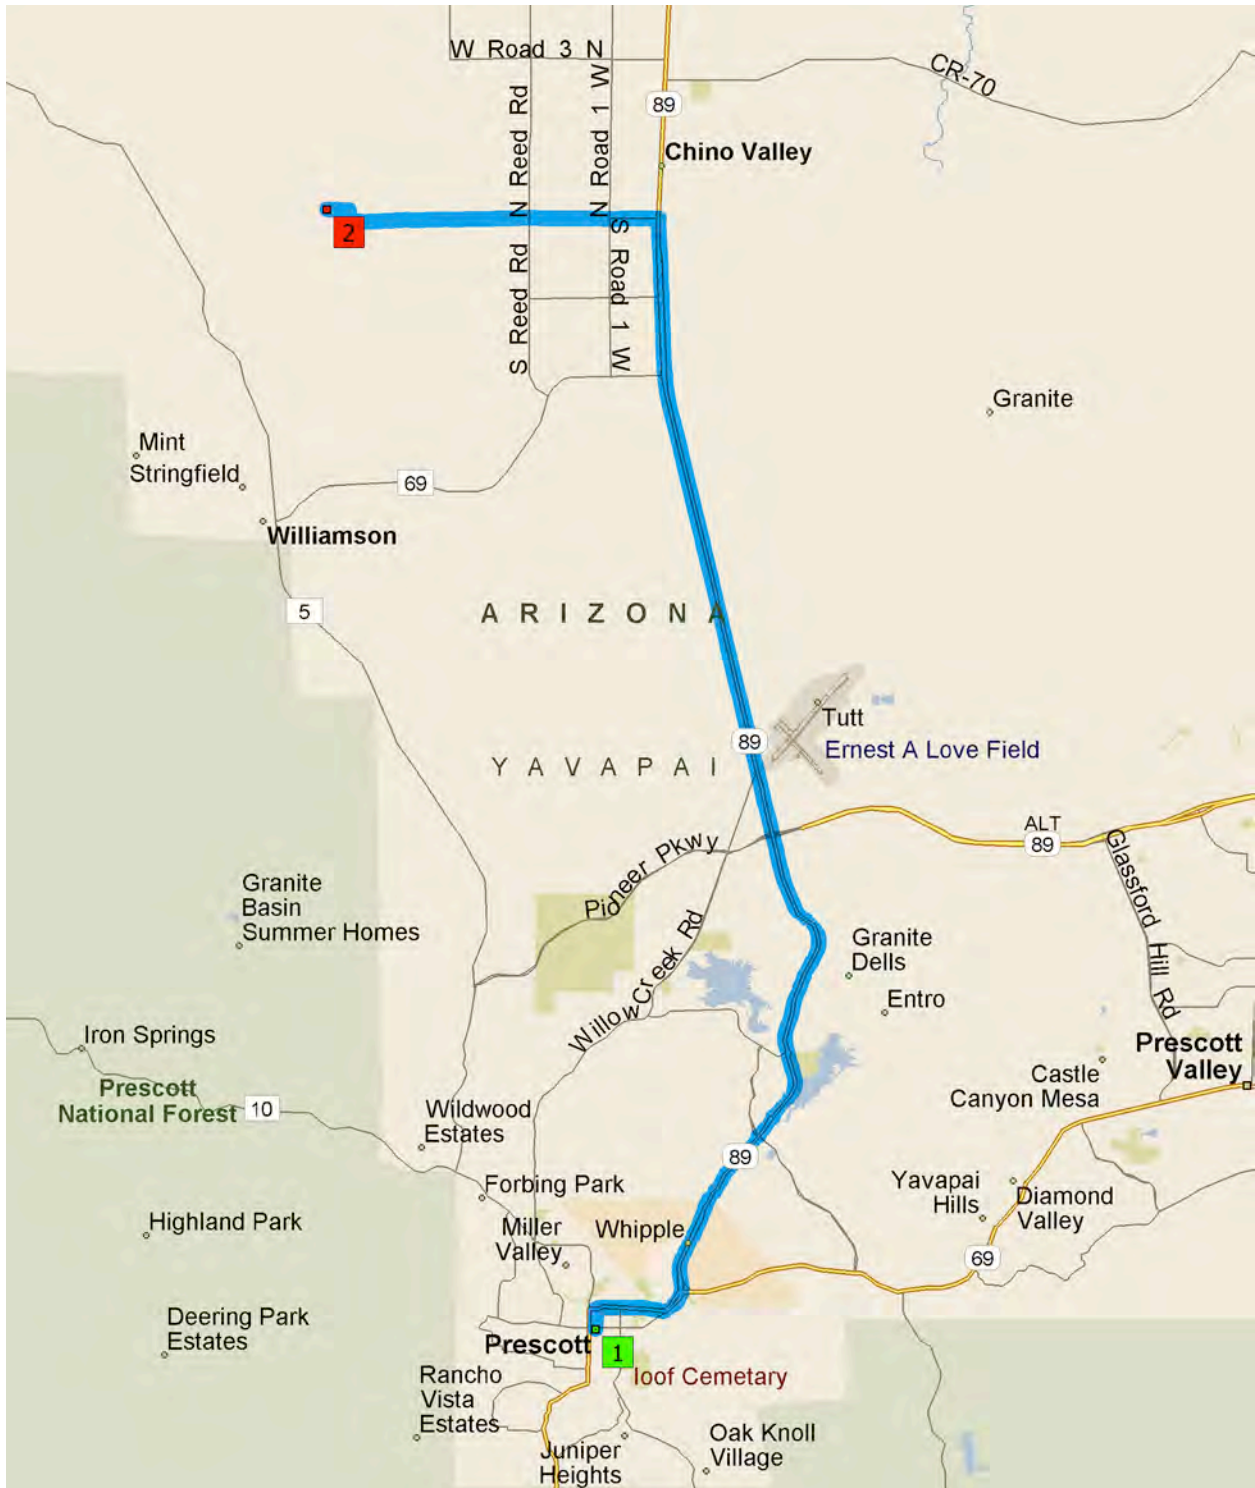 W Road 3 N
CR-70
N Reed Rd
N Road 1 W
89
Chino Valley
2
S Reed Rd
S Road 1 W
Granite
Mint
Stringfield
69
Williamson
5
ARIZONA
Tutt
89
Ernest A Love Field
YAVAPAI
ALT
89
Pioneer Pkwy
Glassford Hill Rd
Granite
Basin
Summer Homes
Willow Creek Rd
Granite
Dells
Entro
Iron Springs
Prescott
National Forest
10
Prescott
Valley
Castle
Canyon Mesa
Wildwood
Estates
89
Forbing Park
Yavapai
Hills
Diamond
Valley
Highland Park
Miller
Valley
Whipple
69
Deering Park
Estates
Prescott
1
Ioof Cemetary
Rancho
Vista
Estates
Juniper
Heights
Oak Knoll
Village